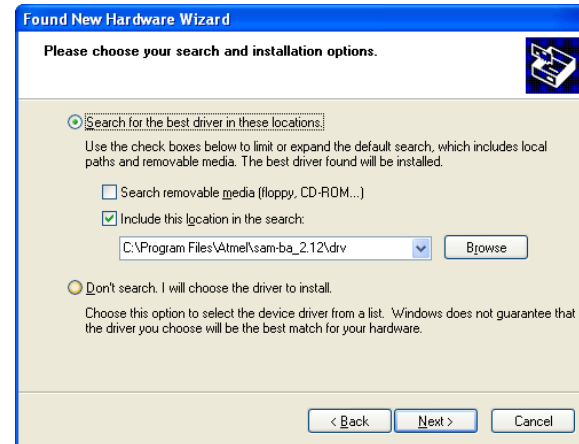 Found New Hardware Wizard
Please choose your search and installation options.
Search for the best driver in these locations.
Use the check boxes below to limit or expand the default search, which includes local
paths and removable media. The best driver found will be installed.
Search removable media (floppy, CD-ROM...)
Include this location in the search:
C:\Program Files\Atmel\sam-ba_2.12\drv
Browse
Don't search. I will choose the driver to install.
Choose this option to select the device driver from a list. Windows does not guarantee that
the driver you choose will be the best match for your hardware.
< Back
Next >
Cancel